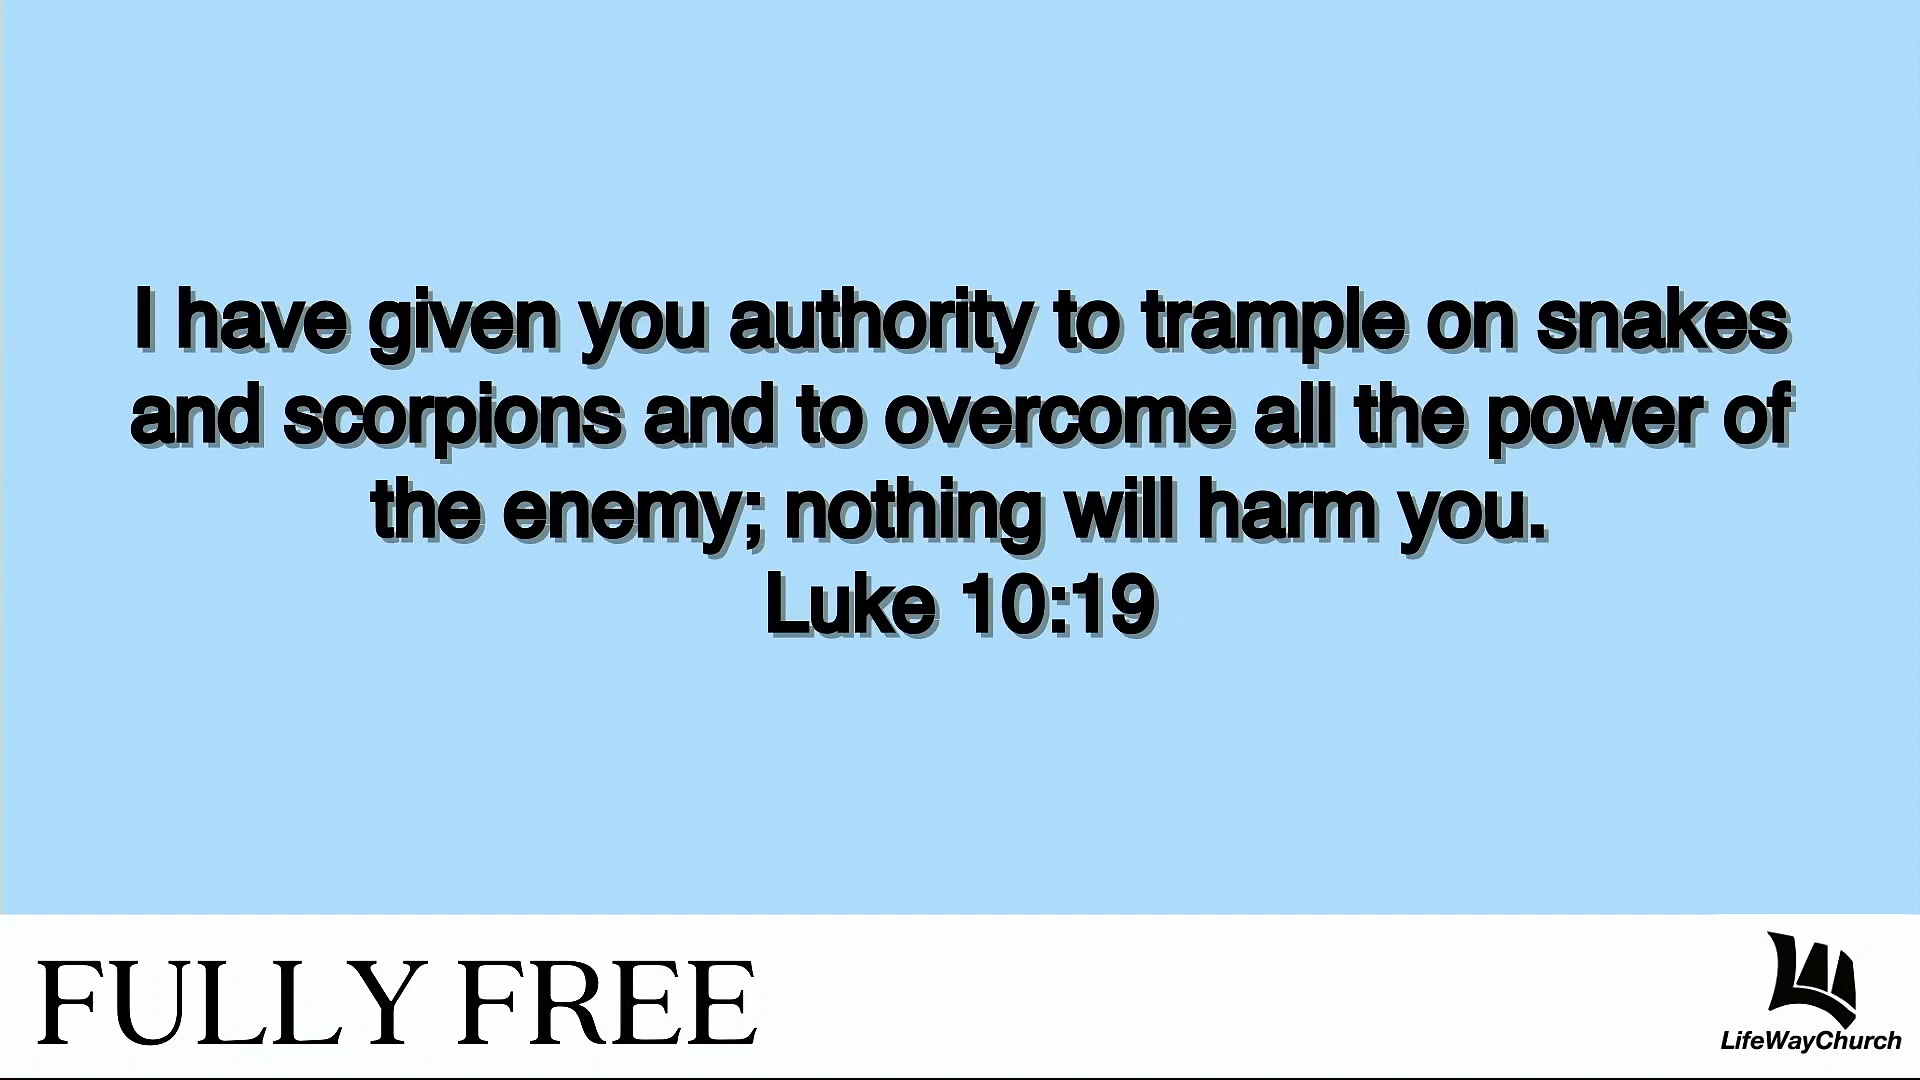 I have given you authority to trample on snakes
and scorpions and to overcome all the power of
the enemy; nothing will harm you.
Luke 10:19
FULLY FREE
LifeWayChurch